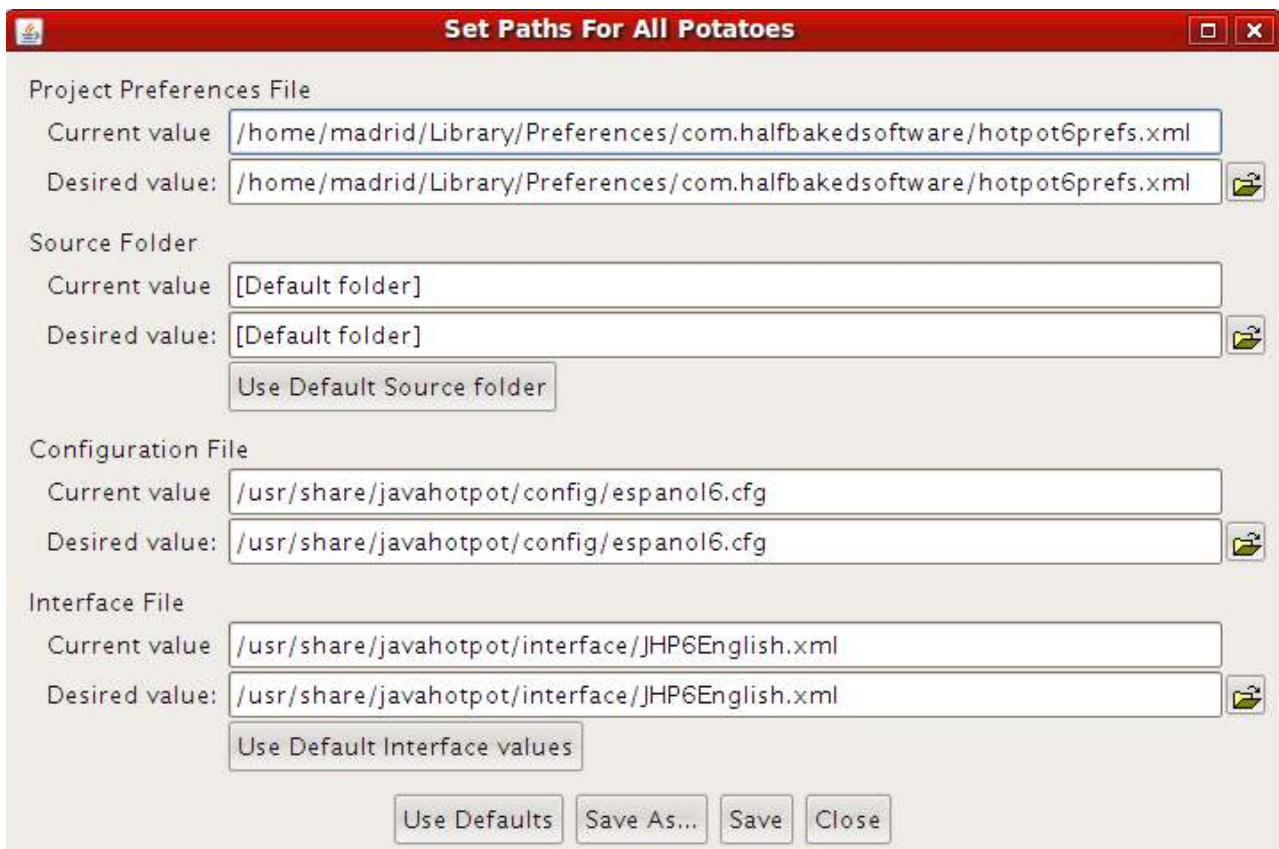 Set Paths For All Potatoes
Project Preferences File
Current value /home/madrid/Library/Preferences/com.halfbakedsoftware/hotpot6prefs.xml
Desired value: /home/madrid/Library/Preferences/com.halfbakedsoftware/hotpot6prefs.xml
Source Folder
Current value [Default folder]
Desired value: [Default folder]
Use Default Source folder
Configuration File
Current value /usr/share/javahotpot/config/espanol6.cfg
Desired value: /usr/share/javahotpot/config/espanol6.cfg
Interface File
Current value /usr/share/javahotpot/interface/JHP6English.xml
Desired value: /usr/share/javahotpot/interface/JHP6English.xml
Use Default Interface values
Use Defaults Save As... Save Close